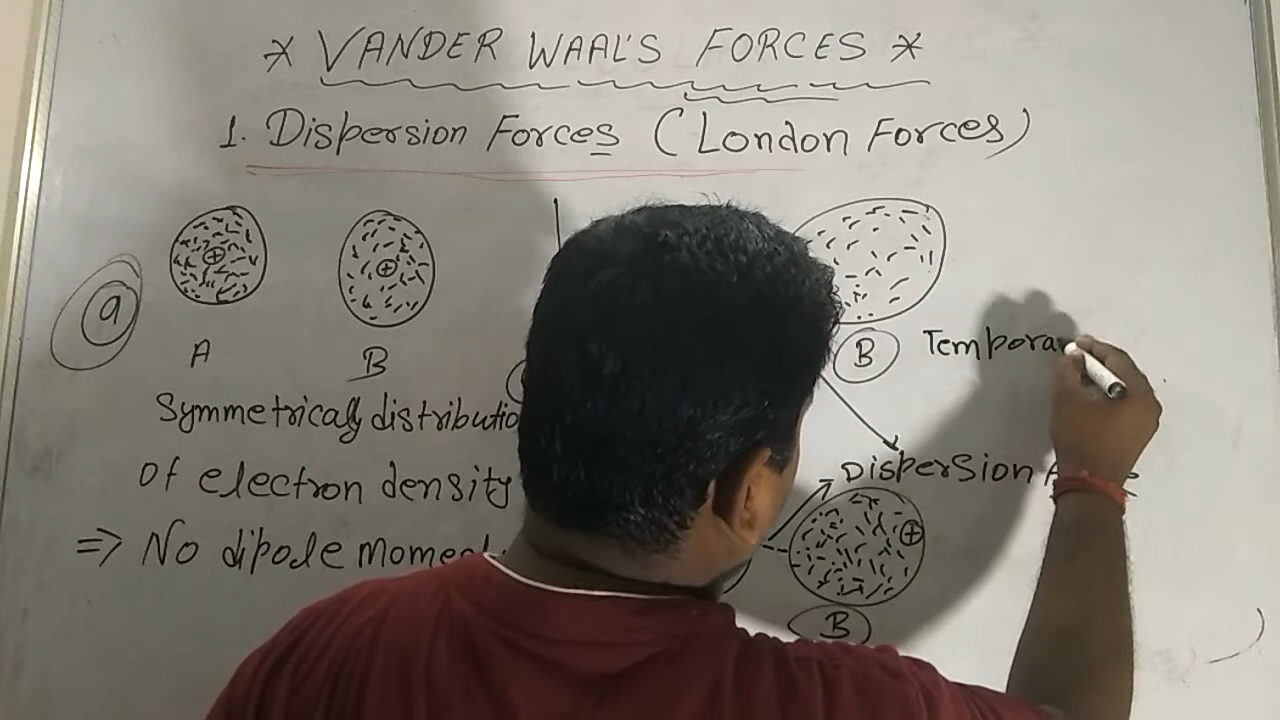 * VANDER WAAL'S FORCES *
1. Dispersion Forces (London Forces)
a
A
B
B
Tempora
Symmetrically distributio
Of electron density
Dispersion
⇒ No dipole momen
B